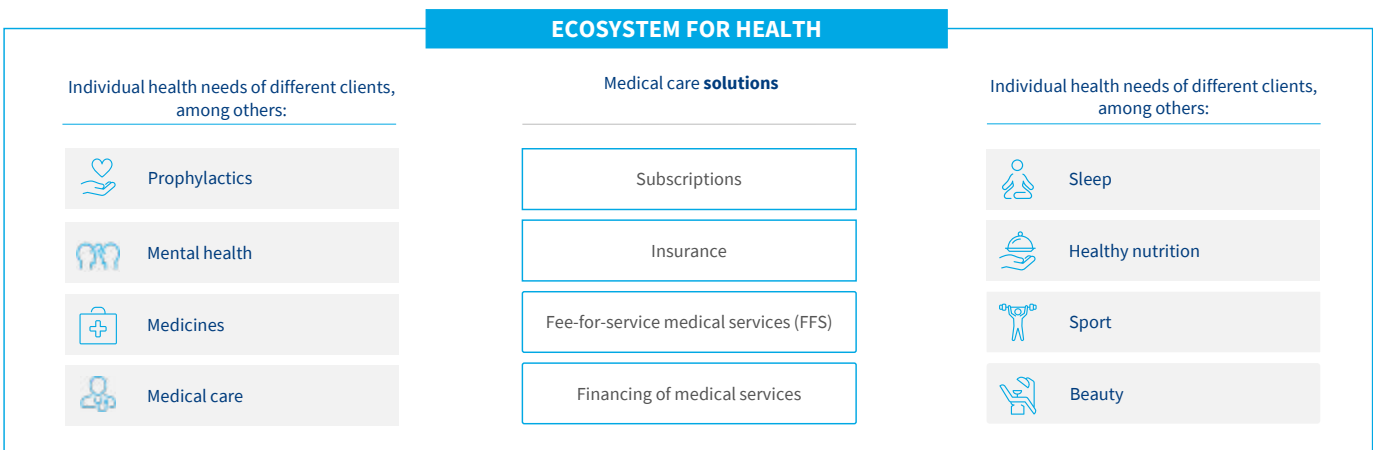 ECOSYSTEM FOR HEALTH
Individual health needs of different clients,
among others:
Prophylactics
Mental health
Medicines
Medical care
Medical care solutions
Subscriptions
Insurance
Fee-for-service medical services (FFS)
Financing of medical services
Individual health needs of different clients,
among others:
Sleep
Healthy nutrition
Sport
Beauty